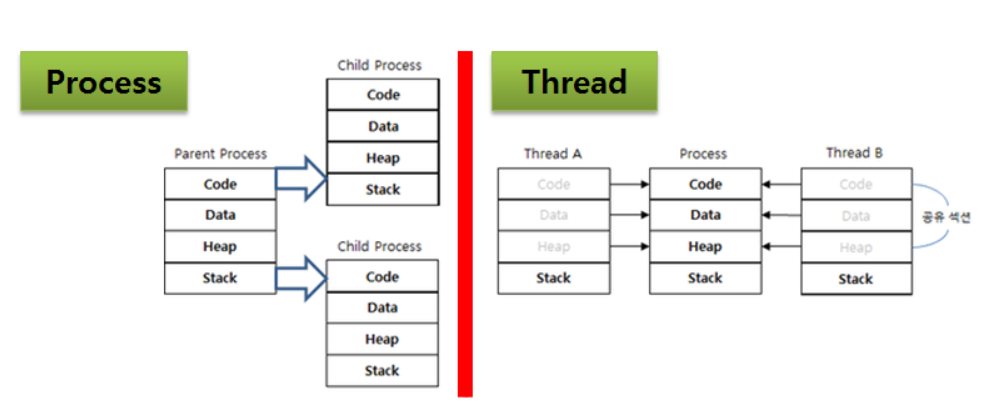 Process
Parent Process
Code
Data
Heap
Stack
Child Process
Code
Data
Heap
Stack
Child Process
Code
Data
Heap
Stack
Thread
Thread A
Code
Data
Heap
Stack
Process
Code
Data
Heap
Stack
Thread B
Code
Data
Heap
Stack
공유 섹션